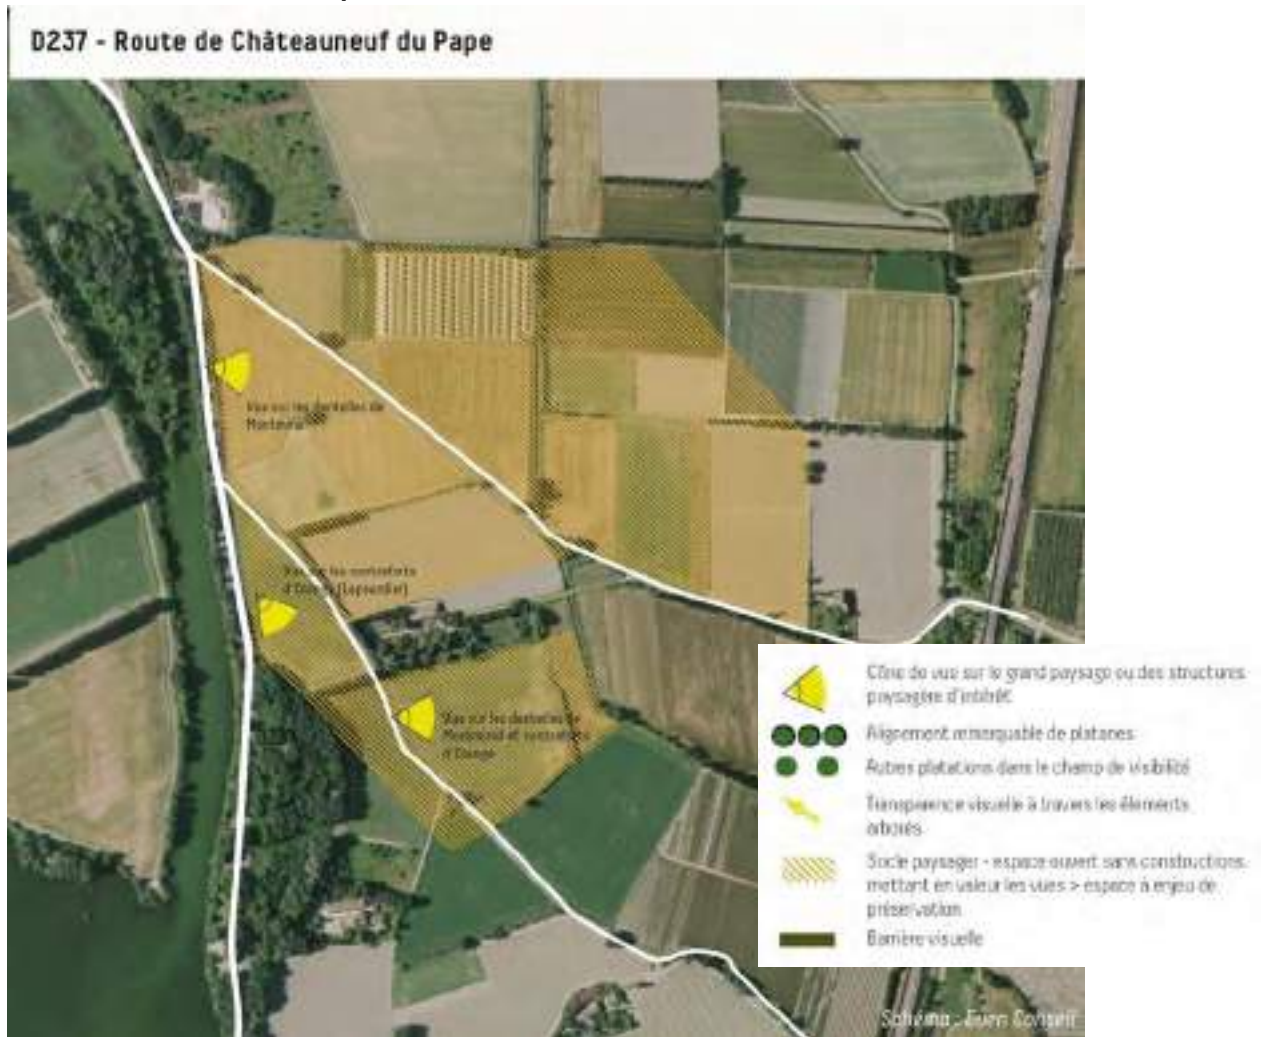 D237 - Route de Châteauneuf du Pape
Vue sur les dentelles de
Montmirail
Vue sur les contreforts
d'Orange
Vue sur les dentelles de
Montmirail et contreforts
d'Orange
Cône de vue sur le grand paysage ou des structures
paysagère d'intérêt
Alignement remarquable de platanes
Autres platations dans le champ de visibilité
Transparence visuelle à travers les éléments
arborés
Socle paysager - espace ouvert sans constructions
mettant en valeur les vues > espace à enjeu de
préservation
Barrière visuelle
Schéma : Even Conseil